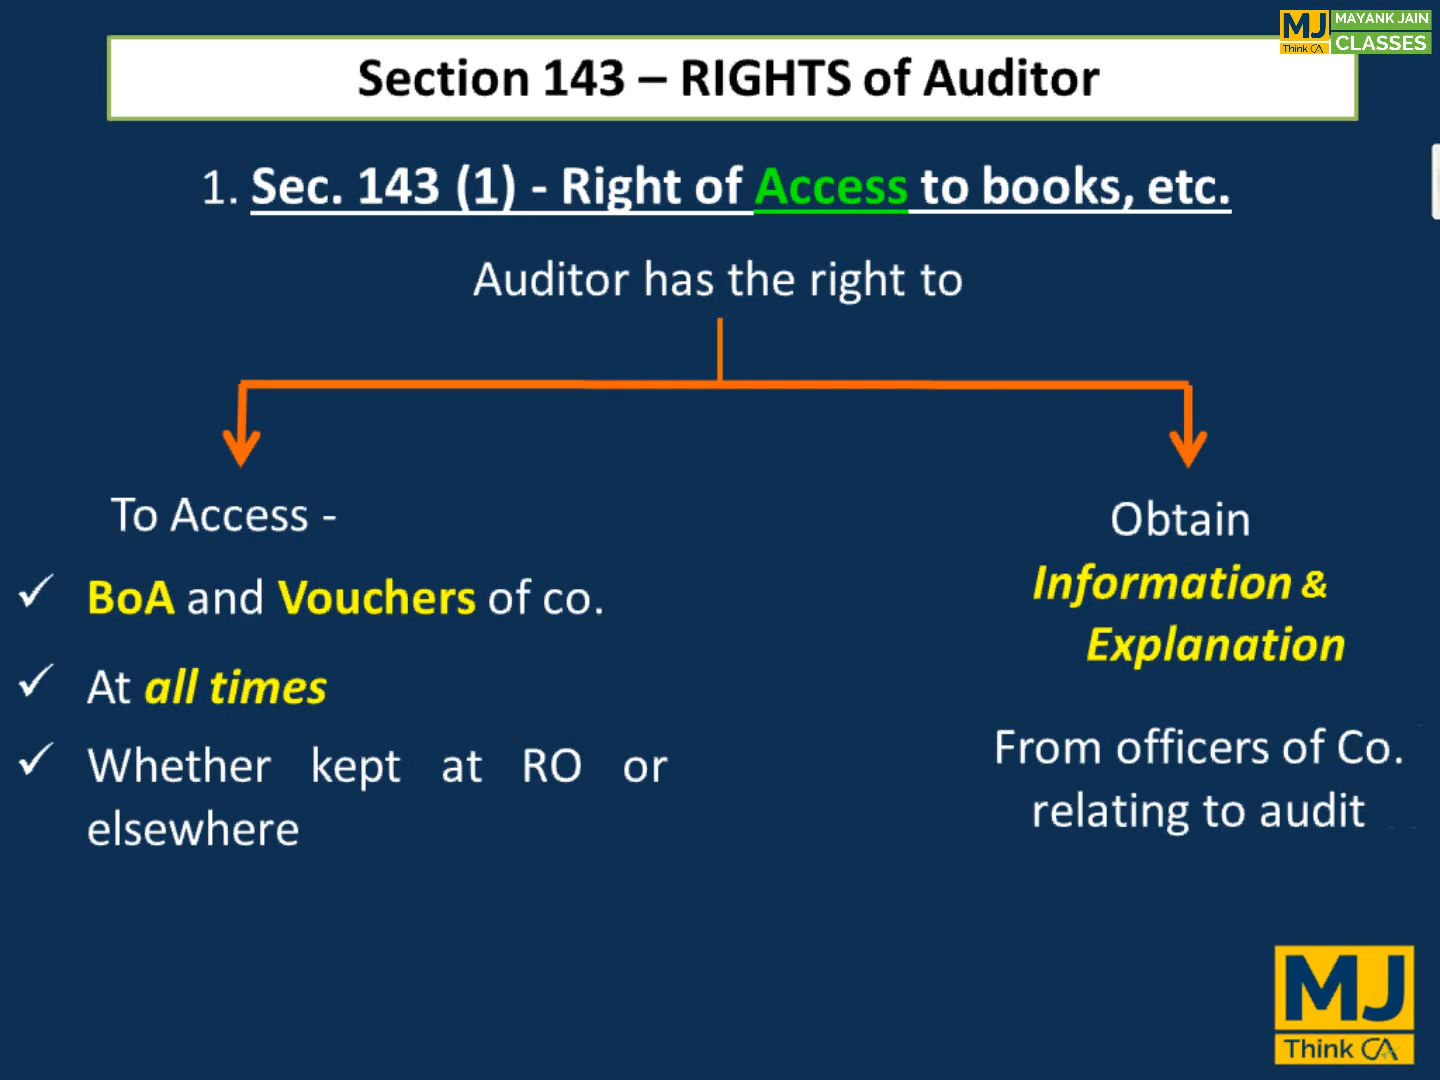 MJ
Think CA
MAYANK JAIN
CLASSES
Section 143 – RIGHTS of Auditor
1. Sec. 143 (1) - Right of Access to books, etc.
Auditor has the right to
To Access -
✓ BoA and Vouchers of co.
✓ At all times
✓ Whether kept at RO or
elsewhere
Obtain
Information &
Explanation
From officers of Co.
relating to audit
MJ
Think CA